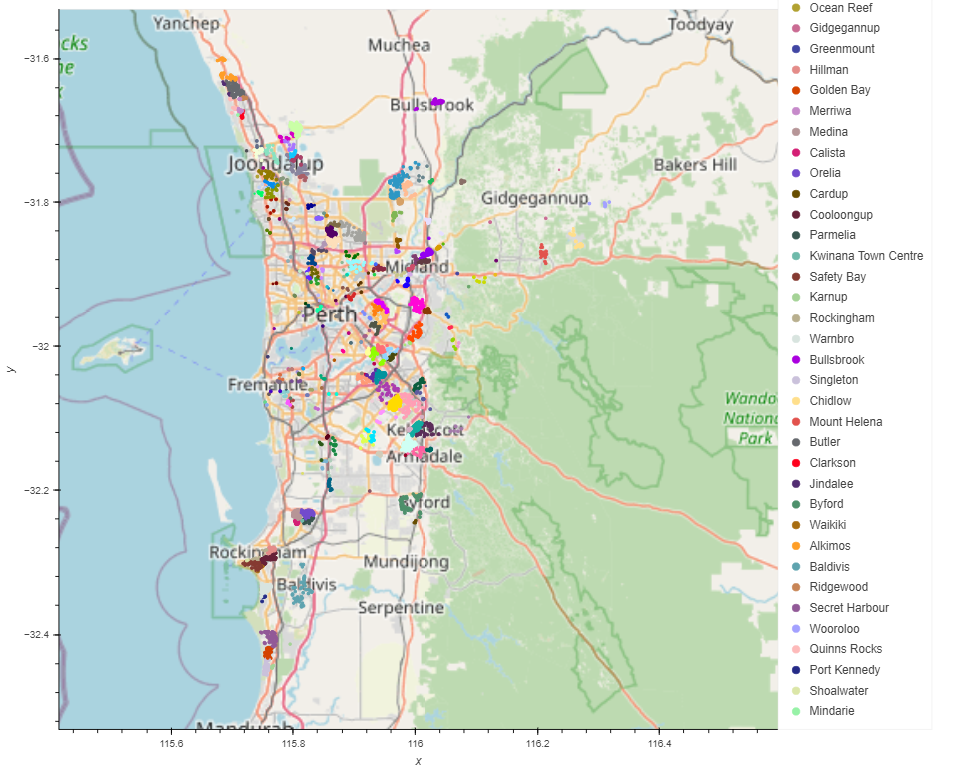 Yanchep
Toodyay
Muchea
cks
ne
-31.6
Bullsbrook
Joondalup
Bakers Hill
-31.8
Gidgegannup
Midland
Perth
-32
y
Fremantle
Wando
Nationa
Park
Armadale
-32.2
Byford
Rockingham
Mundijong
Baldivis
Serpentine
-32.4
Mandurah
115.6
115.8
116
116.2
116.4
x
Ocean Reef
Gidgegannup
Greenmount
Hillman
Golden Bay
Merriwa
Medina
Calista
Orelia
Cardup
Cooloongup
Parmelia
Kwinana Town Centre
Safety Bay
Karnup
Rockingham
Warnbro
Bullsbrook
Singleton
Chidlow
Mount Helena
Butler
Clarkson
Jindalee
Byford
Waikiki
Alkimos
Baldivis
Ridgewood
Secret Harbour
Wooroloo
Quinns Rocks
Port Kennedy
Shoalwater
Mindarie